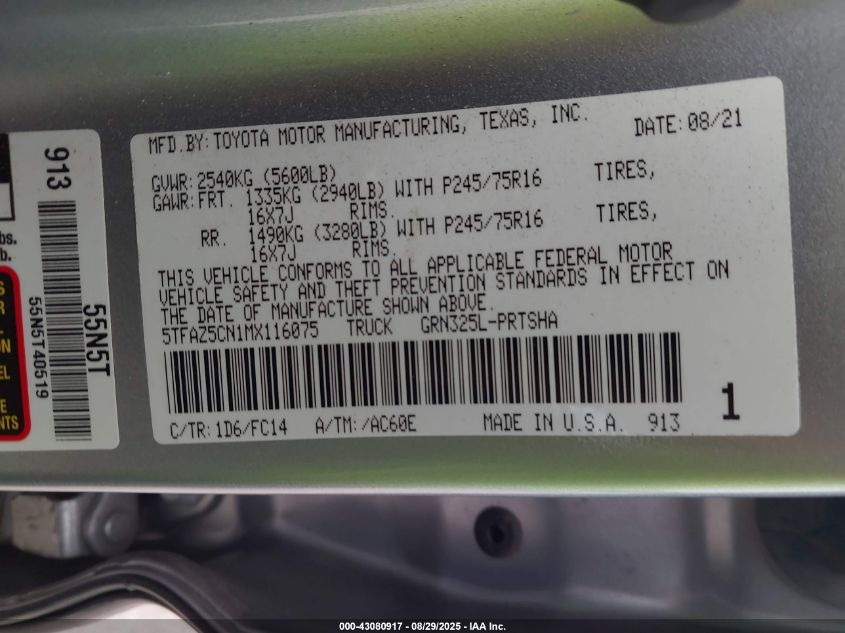 MFD.BY: TOYOTA MOTOR MANUFACTURING, TEXAS, INC. DATE: 08/21
GVWR: 2540KG (5600LB)
GAWR: FRT. 1335KG (2940LB) WITH P245/75R16 TIRES,
16X7J RIMS.
RR. 1490KG (3280LB) WITH P245/75R16 TIRES,
16X7J RIMS.
THIS VEHICLE CONFORMS TO ALL APPLICABLE FEDERAL MOTOR
VEHICLE SAFETY AND THEFT PREVENTION STANDARDS IN EFFECT ON
THE DATE OF MANUFACTURE SHOWN ABOVE.
5TFAZ5CN1MX116075 TRUCK GRN325L-PRTSHA
C/TR: 1D6/FC14 A/TM: /AC60E MADE IN U.S.A. 913
1
913
55N5T
55N5T40519
bs.
b.
000-43080917 - 08/29/2025 - IAA Inc.